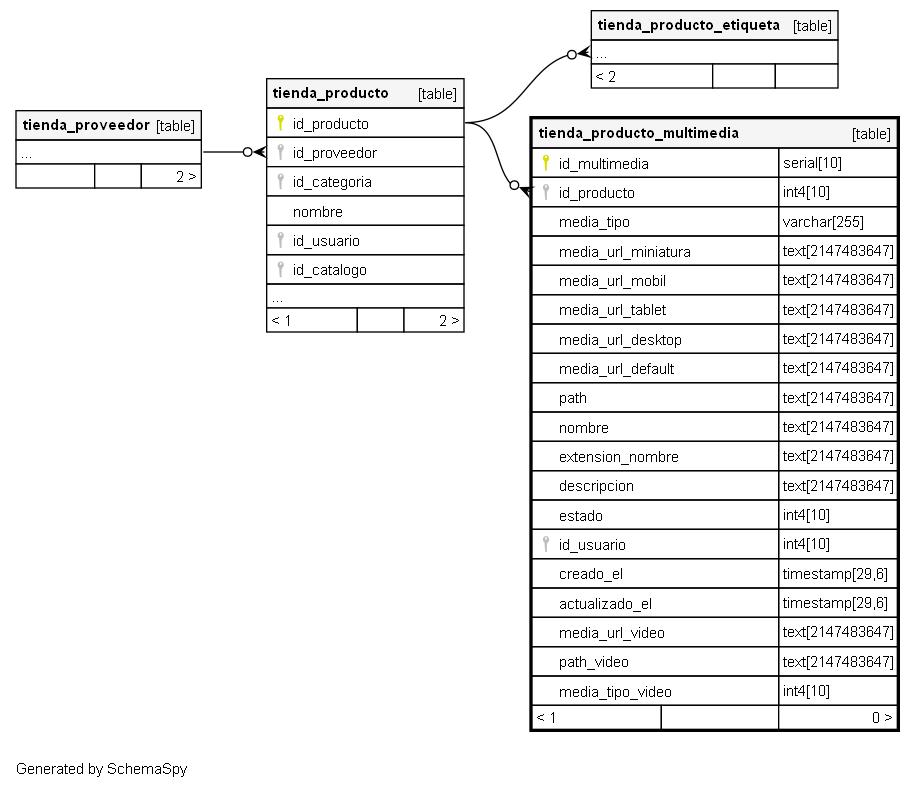 tienda_proveedor [table]
...
2 >
tienda_producto [table]
id_producto
id_proveedor
id_categoria
nombre
id_usuario
id_catalogo
...
< 1 2 >
tienda_producto_etiqueta [table]
...
< 2
tienda_producto_multimedia [table]
id_multimedia serial[10]
id_producto int4[10]
media_tipo varchar[255]
media_url_miniatura text[2147483647]
media_url_mobil text[2147483647]
media_url_tablet text[2147483647]
media_url_desktop text[2147483647]
media_url_default text[2147483647]
path text[2147483647]
nombre text[2147483647]
extension_nombre text[2147483647]
descripcion text[2147483647]
estado int4[10]
id_usuario int4[10]
creado_el timestamp[29,6]
actualizado_el timestamp[29,6]
media_url_video text[2147483647]
path_video text[2147483647]
media_tipo_video int4[10]
< 1 0 >
Generated by SchemaSpy